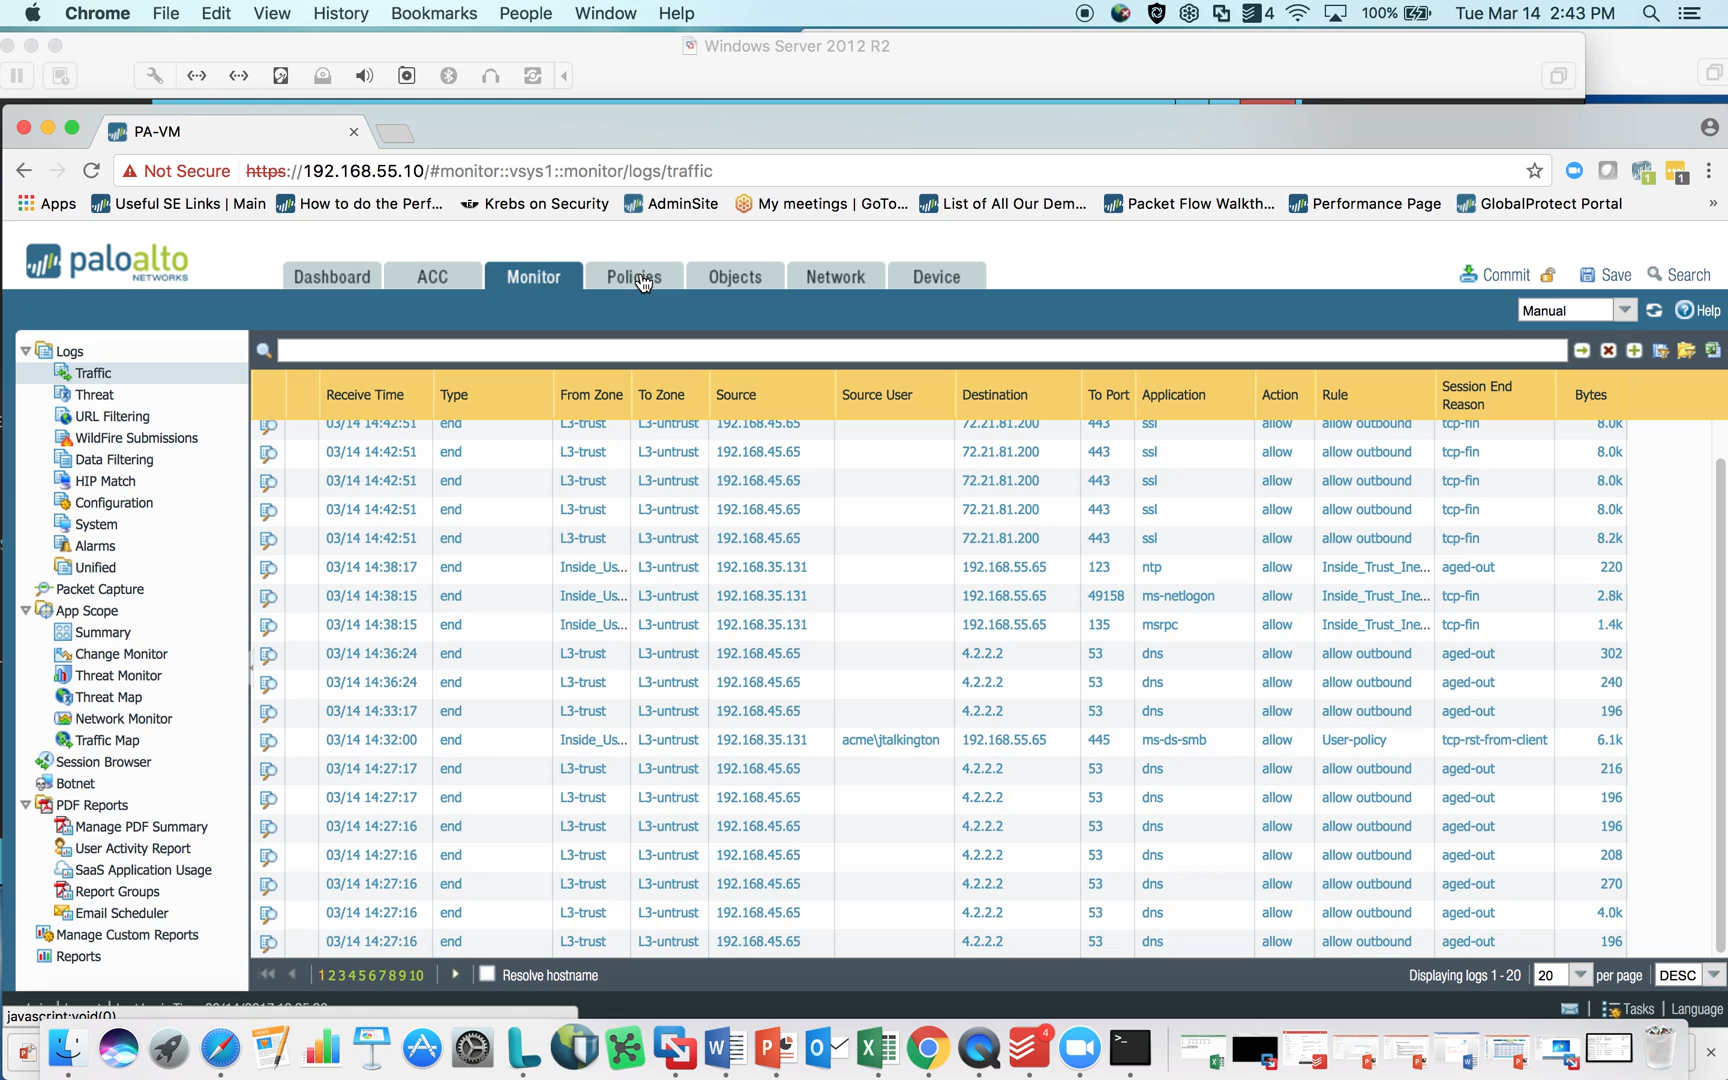 Chrome File Edit View History Bookmarks People Window Help 4 100% Tue Mar 14 2:43 PM
Windows Server 2012 R2
PA-VM
Not Secure https://192.168.55.10/#monitor::vsys1::monitor/logs/traffic
Apps Useful SE Links | Main How to do the Perf... Krebs on Security AdminSite My meetings | GoTo... List of All Our Dem... Packet Flow Walkth... Performance Page GlobalProtect Portal »
paloalto NETWORKS
Dashboard ACC Monitor Policies Objects Network Device Commit Save Search
Manual Help
Logs
Traffic
Threat
URL Filtering
WildFire Submissions
Data Filtering
HIP Match
Configuration
System
Alarms
Unified
Packet Capture
App Scope
Summary
Change Monitor
Threat Monitor
Threat Map
Network Monitor
Traffic Map
Session Browser
Botnet
PDF Reports
Manage PDF Summary
User Activity Report
SaaS Application Usage
Report Groups
Email Scheduler
Manage Custom Reports
Reports
Receive Time Type From Zone To Zone Source Source User Destination To Port Application Action Rule Session End Reason Bytes
03/14 14:42:51 end L3-trust L3-untrust 192.168.45.65 72.21.81.200 443 ssl allow allow outbound tcp-fin 8.0k
03/14 14:42:51 end L3-trust L3-untrust 192.168.45.65 72.21.81.200 443 ssl allow allow outbound tcp-fin 8.0k
03/14 14:42:51 end L3-trust L3-untrust 192.168.45.65 72.21.81.200 443 ssl allow allow outbound tcp-fin 8.0k
03/14 14:42:51 end L3-trust L3-untrust 192.168.45.65 72.21.81.200 443 ssl allow allow outbound tcp-fin 8.0k
03/14 14:42:51 end L3-trust L3-untrust 192.168.45.65 72.21.81.200 443 ssl allow allow outbound tcp-fin 8.2k
03/14 14:38:17 end Inside_Us... L3-untrust 192.168.35.131 192.168.55.65 123 ntp allow Inside_Trust_Ine... aged-out 220
03/14 14:38:15 end Inside_Us... L3-untrust 192.168.35.131 192.168.55.65 49158 ms-netlogon allow Inside_Trust_Ine... tcp-fin 2.8k
03/14 14:38:15 end Inside_Us... L3-untrust 192.168.35.131 192.168.55.65 135 msrpc allow Inside_Trust_Ine... tcp-fin 1.4k
03/14 14:36:24 end L3-trust L3-untrust 192.168.45.65 4.2.2.2 53 dns allow allow outbound aged-out 302
03/14 14:36:24 end L3-trust L3-untrust 192.168.45.65 4.2.2.2 53 dns allow allow outbound aged-out 240
03/14 14:33:17 end L3-trust L3-untrust 192.168.45.65 4.2.2.2 53 dns allow allow outbound aged-out 196
03/14 14:32:00 end Inside_Us... L3-untrust 192.168.35.131 acme\jtalkington 192.168.55.65 445 ms-ds-smb allow User-policy tcp-rst-from-client 6.1k
03/14 14:27:17 end L3-trust L3-untrust 192.168.45.65 4.2.2.2 53 dns allow allow outbound aged-out 216
03/14 14:27:17 end L3-trust L3-untrust 192.168.45.65 4.2.2.2 53 dns allow allow outbound aged-out 196
03/14 14:27:16 end L3-trust L3-untrust 192.168.45.65 4.2.2.2 53 dns allow allow outbound aged-out 196
03/14 14:27:16 end L3-trust L3-untrust 192.168.45.65 4.2.2.2 53 dns allow allow outbound aged-out 208
03/14 14:27:16 end L3-trust L3-untrust 192.168.45.65 4.2.2.2 53 dns allow allow outbound aged-out 270
03/14 14:27:16 end L3-trust L3-untrust 192.168.45.65 4.2.2.2 53 dns allow allow outbound aged-out 4.0k
03/14 14:27:16 end L3-trust L3-untrust 192.168.45.65 4.2.2.2 53 dns allow allow outbound aged-out 196
1 2 3 4 5 6 7 8 9 10 Resolve hostname Displaying logs 1 - 20 20 per page DESC
Tasks | Language
javascript:void(0)